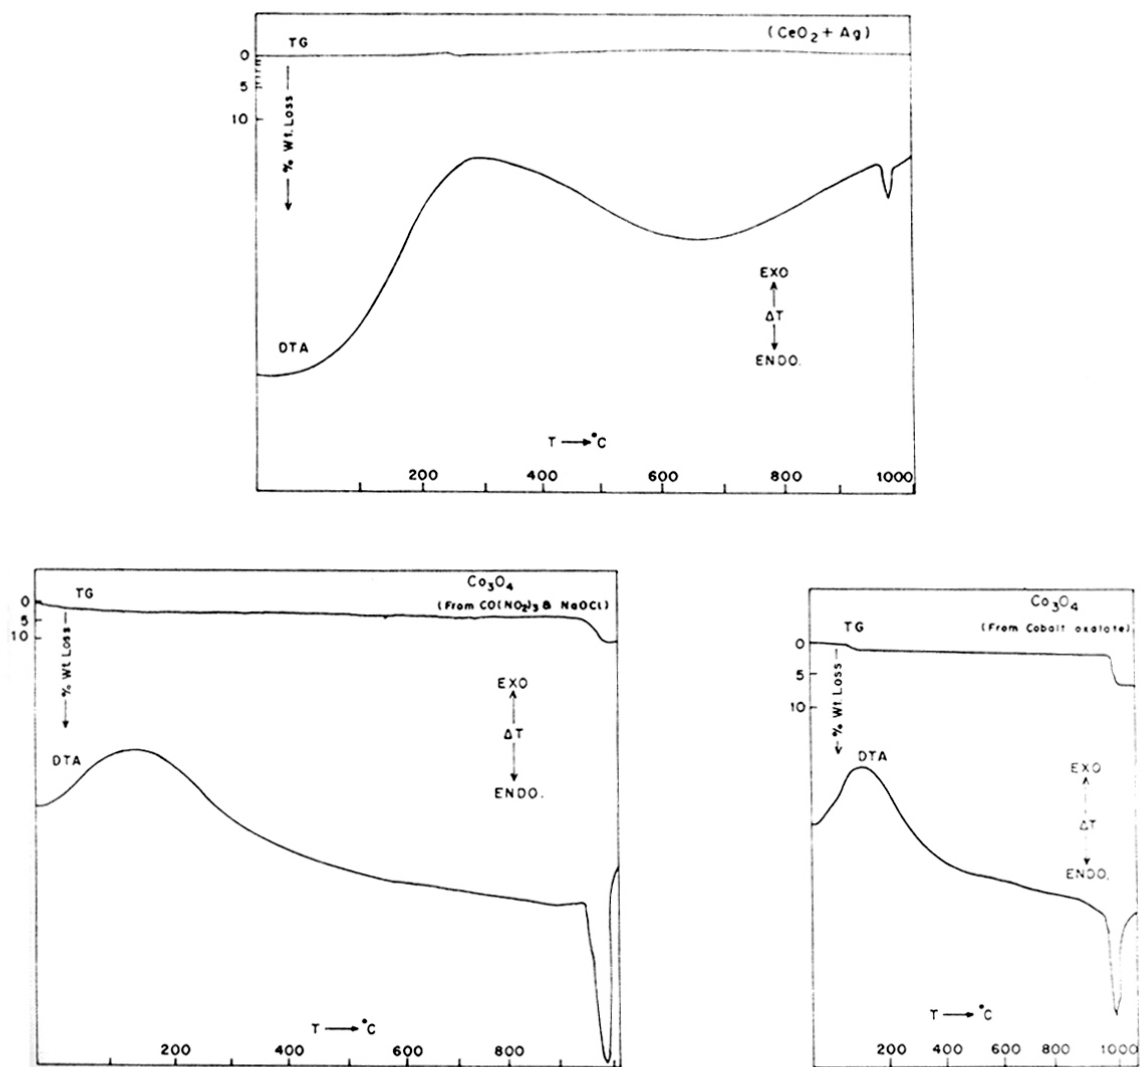 TG
(CeO₂ + Ag)
0
5
10
% Wt. Loss
EXO
ΔT
ENDO.
DTA
T → °C
200 400 600 800 1000
TG
Co₃O₄
(From CO(NO₂)₃ & NaOCl)
0
5
10
% Wt. Loss
EXO
ΔT
ENDO.
DTA
T → °C
200 400 600 800
Co₃O₄
(From Cobalt oxalate)
TG
0
5
10
% Wt. Loss
DTA
EXO
ΔT
ENDO.
T → °C
200 400 600 800 1000